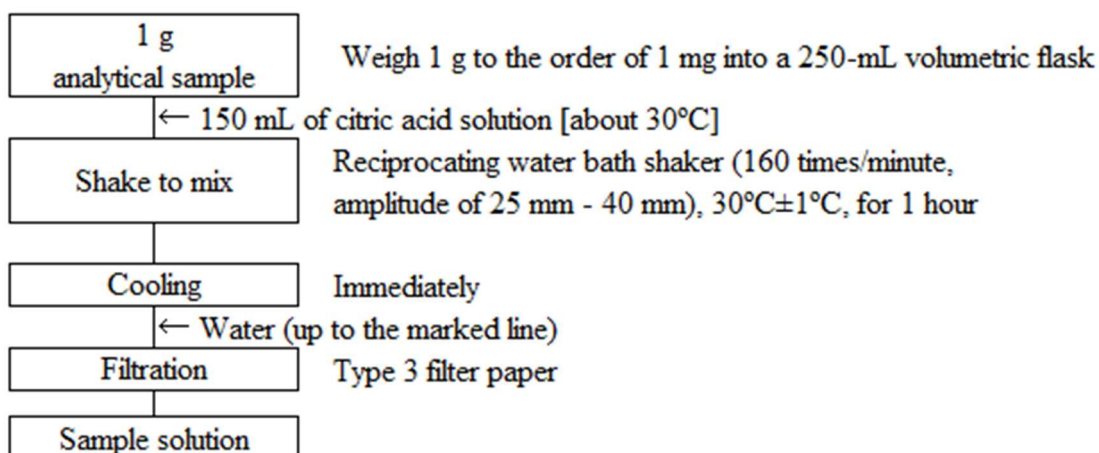 1 g
analytical sample
Weigh 1 g to the order of 1 mg into a 250-mL volumetric flask
← 150 mL of citric acid solution [about 30ºC]
Shake to mix
Reciprocating water bath shaker (160 times/minute,
amplitude of 25 mm - 40 mm), 30ºC±1ºC, for 1 hour
Cooling
Immediately
← Water (up to the marked line)
Filtration
Type 3 filter paper
Sample solution